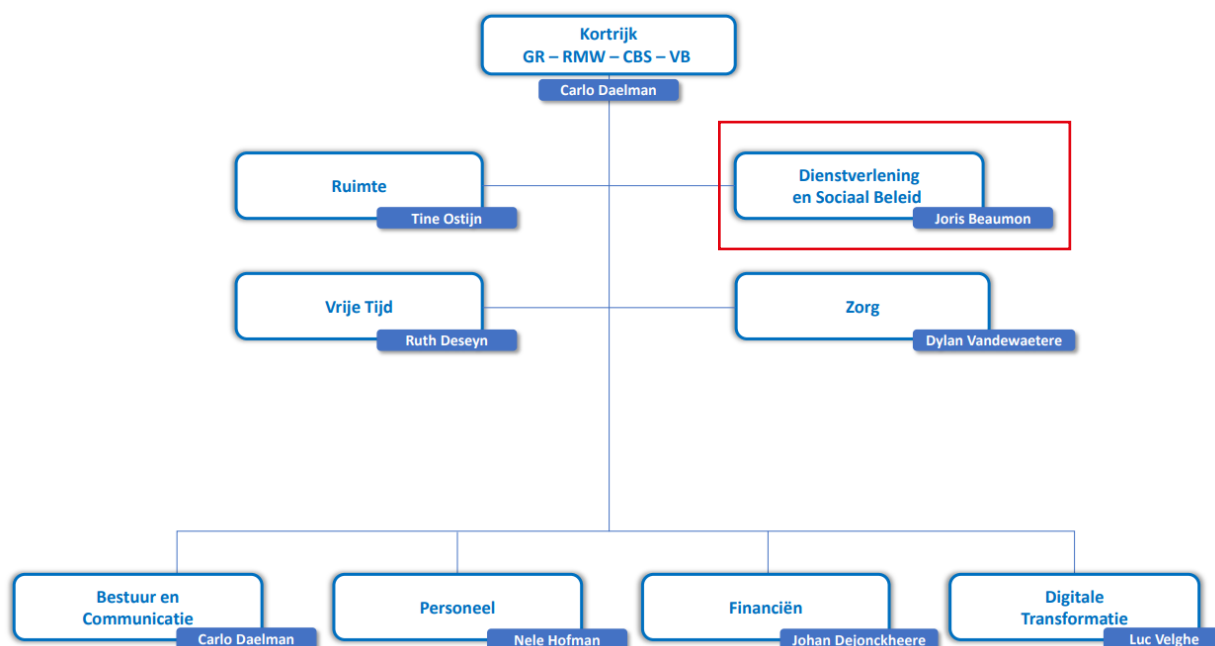 Kortrijk
GR – RMW – CBS – VB
Carlo Daelman
Ruimte
Tine Ostijn
Dienstverlening
en Sociaal Beleid
Joris Beaumon
Vrije Tijd
Ruth Deseyn
Zorg
Dylan Vandewaetere
Bestuur en
Communicatie
Carlo Daelman
Personeel
Nele Hofman
Financiën
Johan Dejonckheere
Digitale
Transformatie
Luc Velghe